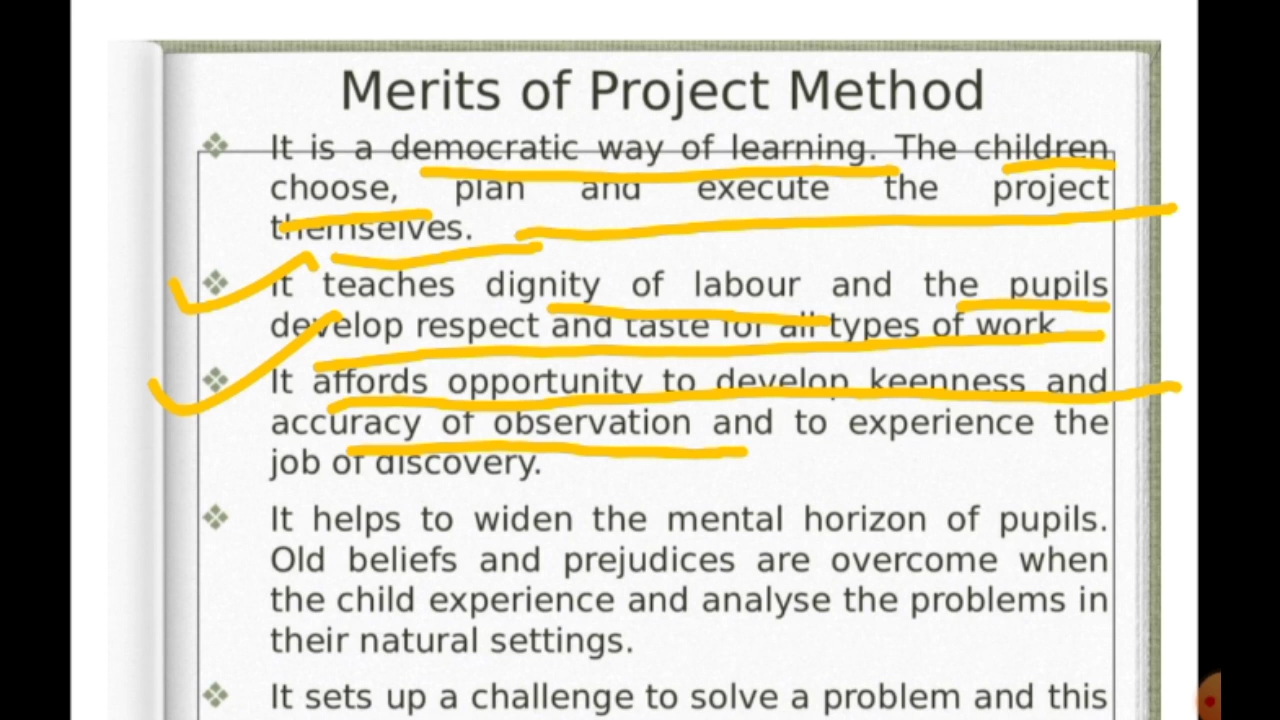 Merits of Project Method
It is a democratic way of learning. The children
choose, plan and execute the project
themselves.
It teaches dignity of labour and the pupils
develop respect and taste for all types of work
It affords opportunity to develop keenness and
accuracy of observation and to experience the
job of discovery.
It helps to widen the mental horizon of pupils.
Old beliefs and prejudices are overcome when
the child experience and analyse the problems in
their natural settings.
It sets up a challenge to solve a problem and this